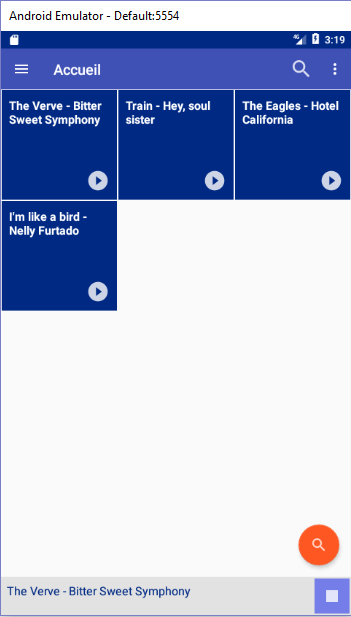 Android Emulator - Default:5554
4G 3:19
Accueil
The Verve - Bitter
Sweet Symphony
Train - Hey, soul
sister
The Eagles - Hotel
California
I'm like a bird -
Nelly Furtado
The Verve - Bitter Sweet Symphony